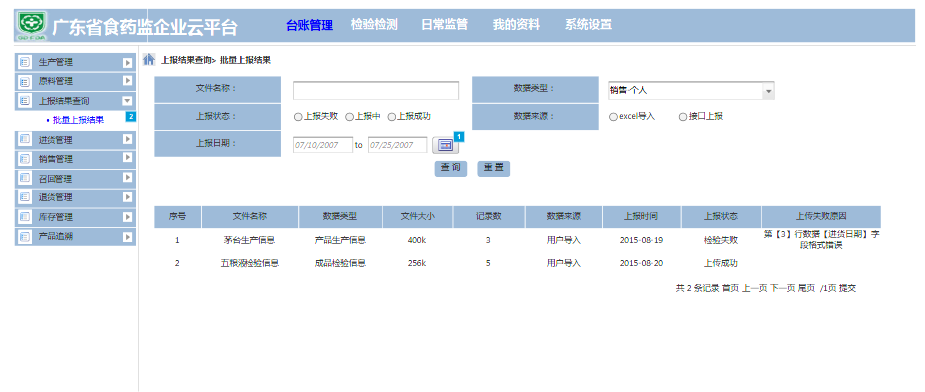 广东省食药监企业云平台
台账管理 检验检测 日常监管 我的资料 系统设置
生产管理
原料管理
上报结果查询
批量上报结果 2
进货管理
销售管理
召回管理
退货管理
库存管理
产品追溯
上报结果查询> 批量上报结果
文件名称： 数据类型： 销售-个人
上报状态： 上报失败 上报中 上报成功 数据来源： excel导入 接口上报
上报日期： 07/10/2007 to 07/25/2007 1
查询 重置
序号 文件名称 数据类型 文件大小 记录数 数据来源 上报时间 上报状态 上传失败原因
1 茅台生产信息 产品生产信息 400k 3 用户导入 2015-08-19 检验失败 第【3】行数据【进货日期】字
段格式错误
2 五粮液检验信息 成品检验信息 256k 5 用户导入 2015-08-20 上传成功
共 2 条记录 首页 上一页 下一页 尾页 /1页 提交